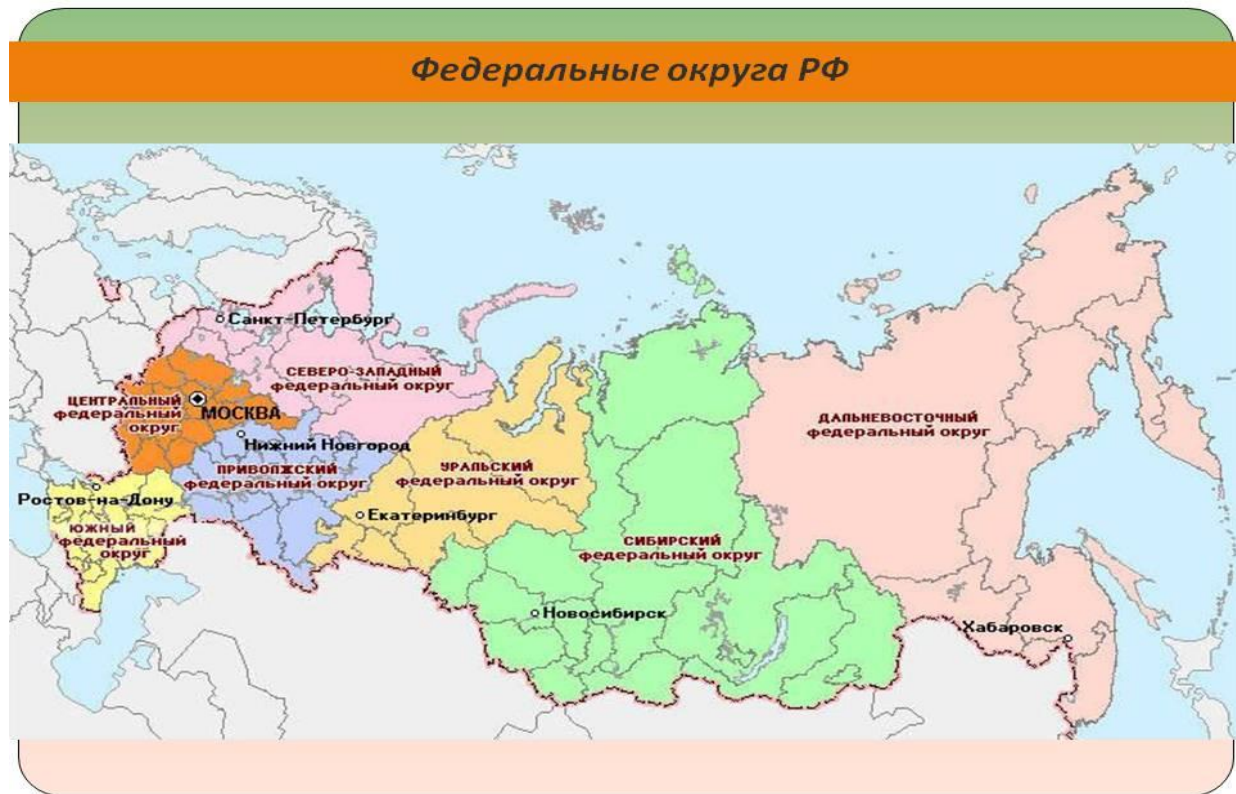 Федеральные округа РФ
Санкт-Петербург
СЕВЕРО-ЗАПАДНЫЙ
федеральный округ
ЦЕНТРАЛЬНЫЙ
федеральный
округ
МОСКВА
Нижний Новгород
ПРИВОЛЖСКИЙ
федеральный округ
УРАЛЬСКИЙ
федеральный округ
ДАЛЬНЕВОСТОЧНЫЙ
федеральный округ
Ростов-на-Дону
Екатеринбург
ЮЖНЫЙ
федеральный
округ
СИБИРСКИЙ
федеральный округ
Новосибирск
Хабаровск